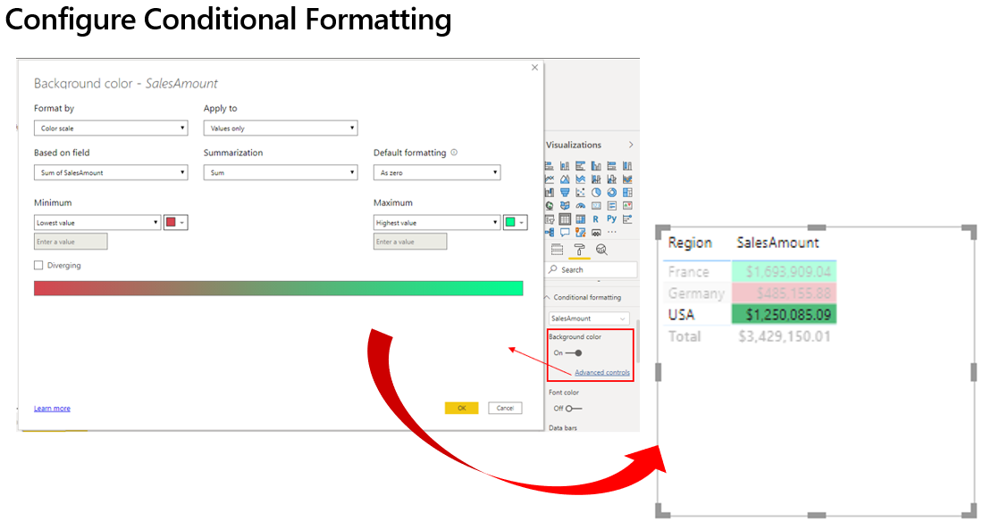 Configure Conditional Formatting
Background color - SalesAmount
Format by Apply to
Color scale Values only
Based on field Summarization Default formatting
Sum of SalesAmount Sum As zero
Minimum Maximum
Lowest value Highest value
Enter a value Enter a value
Diverging
Learn more OK Cancel
Visualizations
R Py
Search
Conditional formatting
SalesAmount
Background color
On
Advanced controls
Font color
Off
Data bars
Region SalesAmount
France $1,693,909.04
Germany $485,155.88
USA $1,250,085.09
Total $3,429,150.01